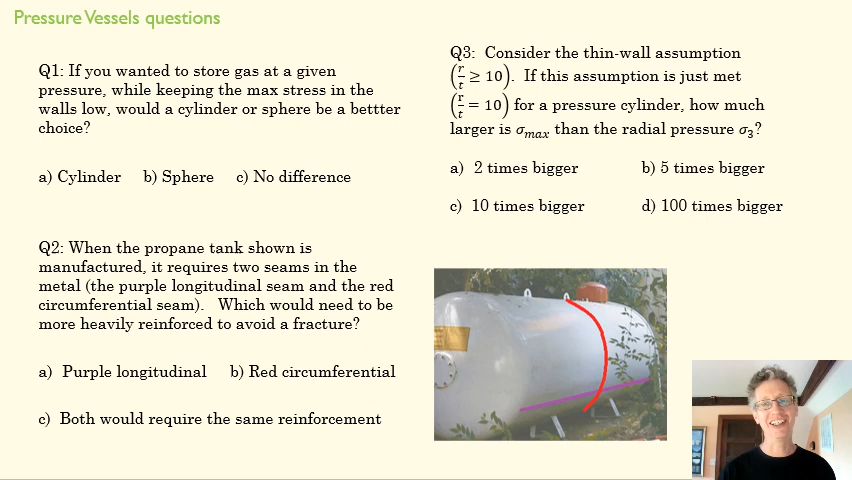 Pressure Vessels questions
Q1: If you wanted to store gas at a given
pressure, while keeping the max stress in the
walls low, would a cylinder or sphere be a bettter
choice?
a) Cylinder b) Sphere c) No difference
Q2: When the propane tank shown is
manufactured, it requires two seams in the
metal (the purple longitudinal seam and the red
circumferential seam). Which would need to be
more heavily reinforced to avoid a fracture?
a) Purple longitudinal b) Red circumferential
c) Both would require the same reinforcement
Q3: Consider the thin-wall assumption
(r/t ≥ 10). If this assumption is just met
(r/t = 10) for a pressure cylinder, how much
larger is σmax than the radial pressure σ3?
a) 2 times bigger b) 5 times bigger
c) 10 times bigger d) 100 times bigger